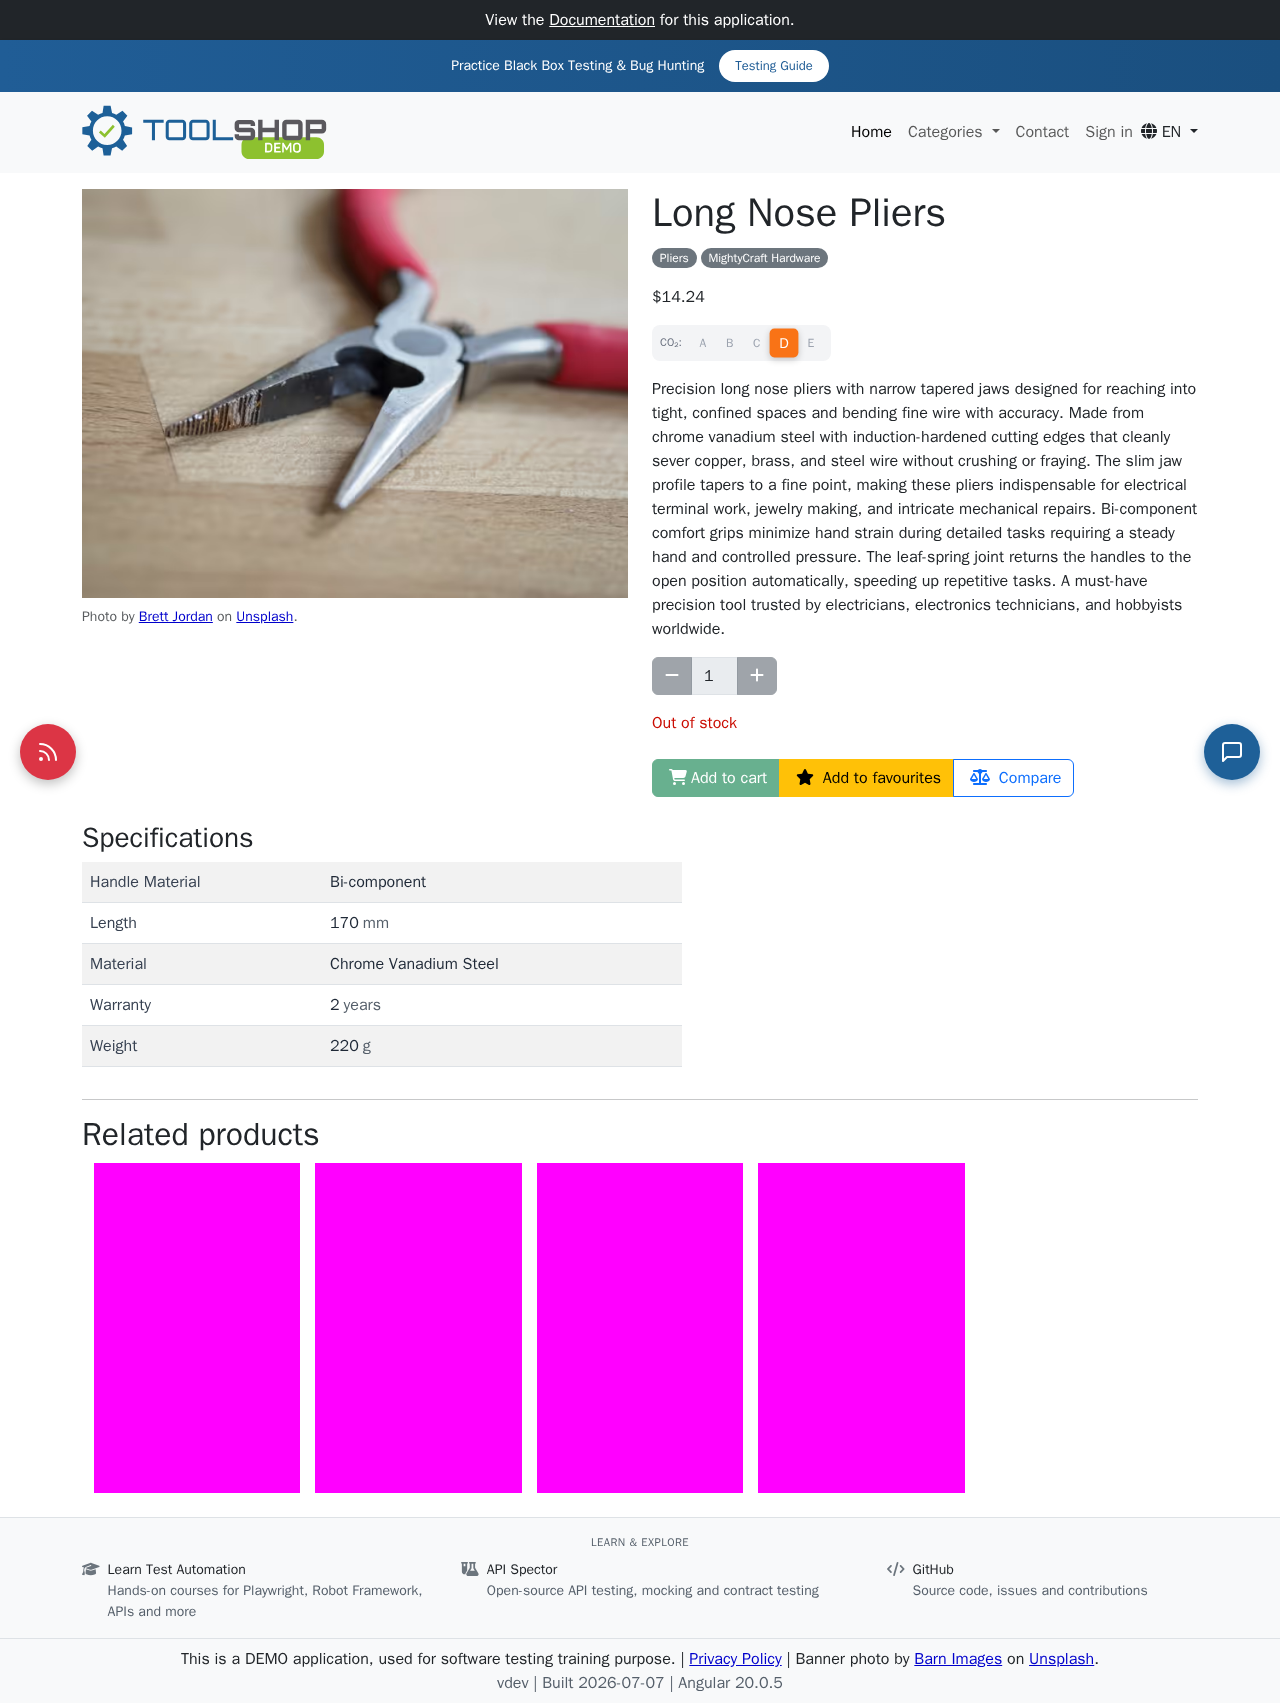 View the Documentation for this application.
Practice Black Box Testing & Bug Hunting Testing Guide
TOOLSHOP
DEMO
Home Categories Contact Sign in EN
Long Nose Pliers
Pliers MightyCraft Hardware
$14.24
CO₂: A B C D E
Precision long nose pliers with narrow tapered jaws designed for reaching into
tight, confined spaces and bending fine wire with accuracy. Made from
chrome vanadium steel with induction-hardened cutting edges that cleanly
sever copper, brass, and steel wire without crushing or fraying. The slim jaw
profile tapers to a fine point, making these pliers indispensable for electrical
terminal work, jewelry making, and intricate mechanical repairs. Bi-component
comfort grips minimize hand strain during detailed tasks requiring a steady
hand and controlled pressure. The leaf-spring joint returns the handles to the
open position automatically, speeding up repetitive tasks. A must-have
precision tool trusted by electricians, electronics technicians, and hobbyists
worldwide.
Photo by Brett Jordan on Unsplash.
1
Out of stock
Add to cart Add to favourites Compare
Specifications
Handle Material Bi-component
Length 170 mm
Material Chrome Vanadium Steel
Warranty 2 years
Weight 220 g
Related products
LEARN & EXPLORE
Learn Test Automation
Hands-on courses for Playwright, Robot Framework,
APIs and more
API Spector
Open-source API testing, mocking and contract testing
GitHub
Source code, issues and contributions
This is a DEMO application, used for software testing training purpose. | Privacy Policy | Banner photo by Barn Images on Unsplash.
vdev | Built 2026-07-07 | Angular 20.0.5